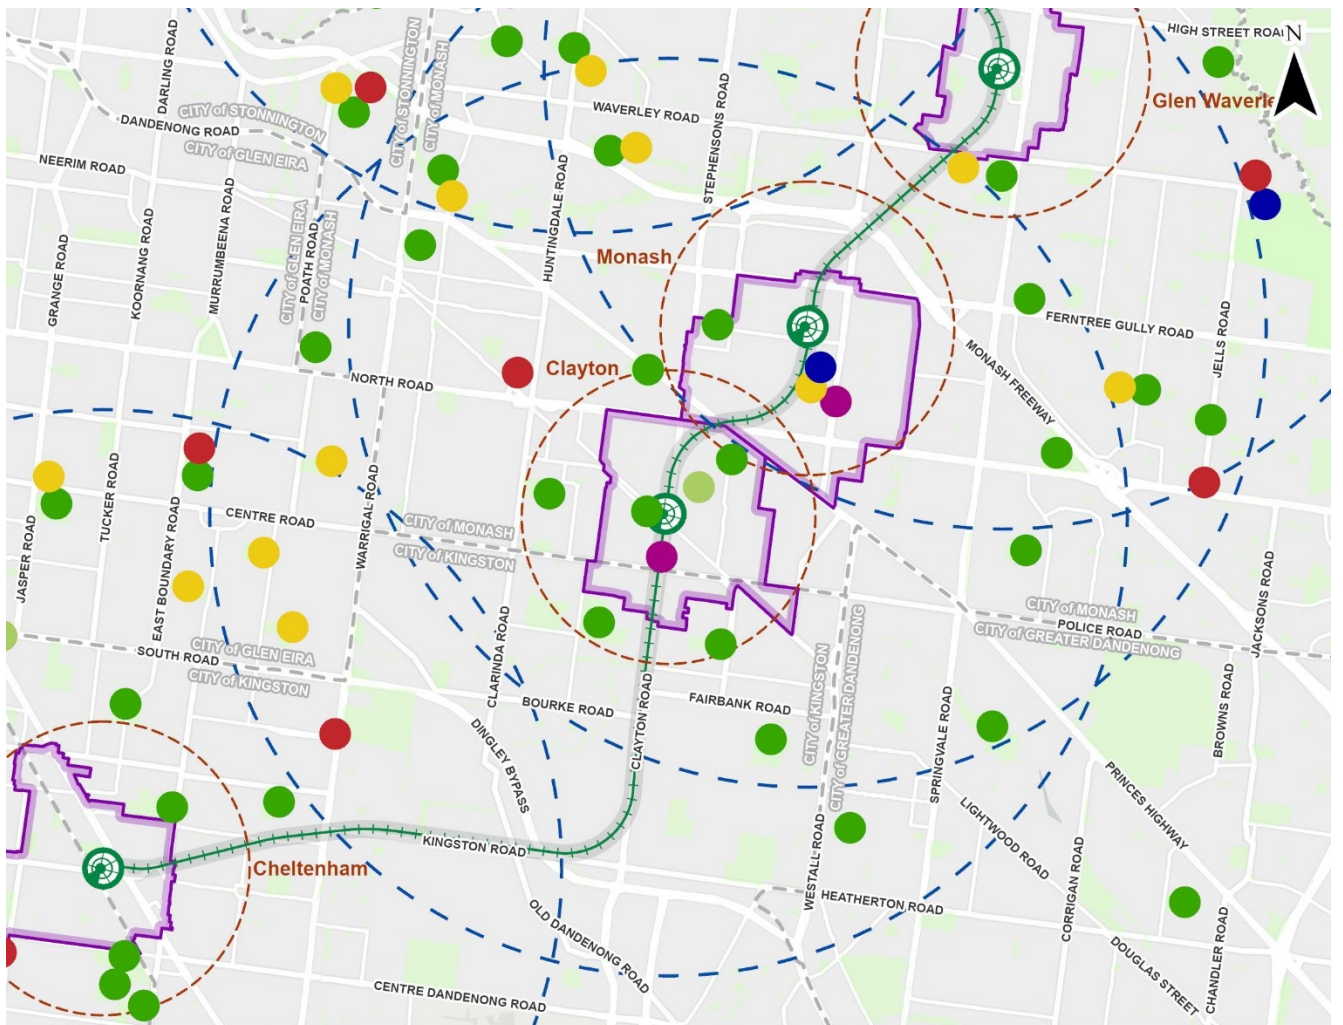 HIGH STREET ROA
N
Glen Waverle
DARLING ROAD
CITY of STONNINGTON
CITY of MONASH
CITY of STONNINGTON
DANDENONG ROAD
CITY of GLEN EIRA
WAVERLEY ROAD
STEPHENSONS ROAD
NEERIM ROAD
HUNTINGDALE ROAD
MURRUMBEENA ROAD
KOORNANG ROAD
GRANGE ROAD
CITY of GLEN EIRA
POATH ROAD
CITY of MONASH
Monash
FERNTREE GULLY ROAD
JELLS ROAD
MONASH FREEWAY
Clayton
NORTH ROAD
TUCKER ROAD
EAST BOUNDARY ROAD
WARRIGAL ROAD
CENTRE ROAD
CITY of MONASH
CITY of KINGSTON
JASPER ROAD
JACKSONS ROAD
CITY of MONASH
POLICE ROAD
CITY of GREATER DANDENONG
CLARINDA ROAD
CITY of GLEN EIRA
SOUTH ROAD
CITY of KINGSTON
CITY of KINGSTON
CITY of GREATER DANDENONG
BOURKE ROAD
FAIRBANK ROAD
CLAYTON ROAD
DINGLEY BYPASS
SPRINGVALE ROAD
BROWNS ROAD
PRINCES HIGHWAY
LIGHTWOOD ROAD
WESTALL ROAD
KINGSTON ROAD
Cheltenham
HEATHERTON ROAD
CORRIGAN ROAD
OLD DANDENONG ROAD
DOUGLAS STREET
CHANDLER ROAD
CENTRE DANDENONG ROAD